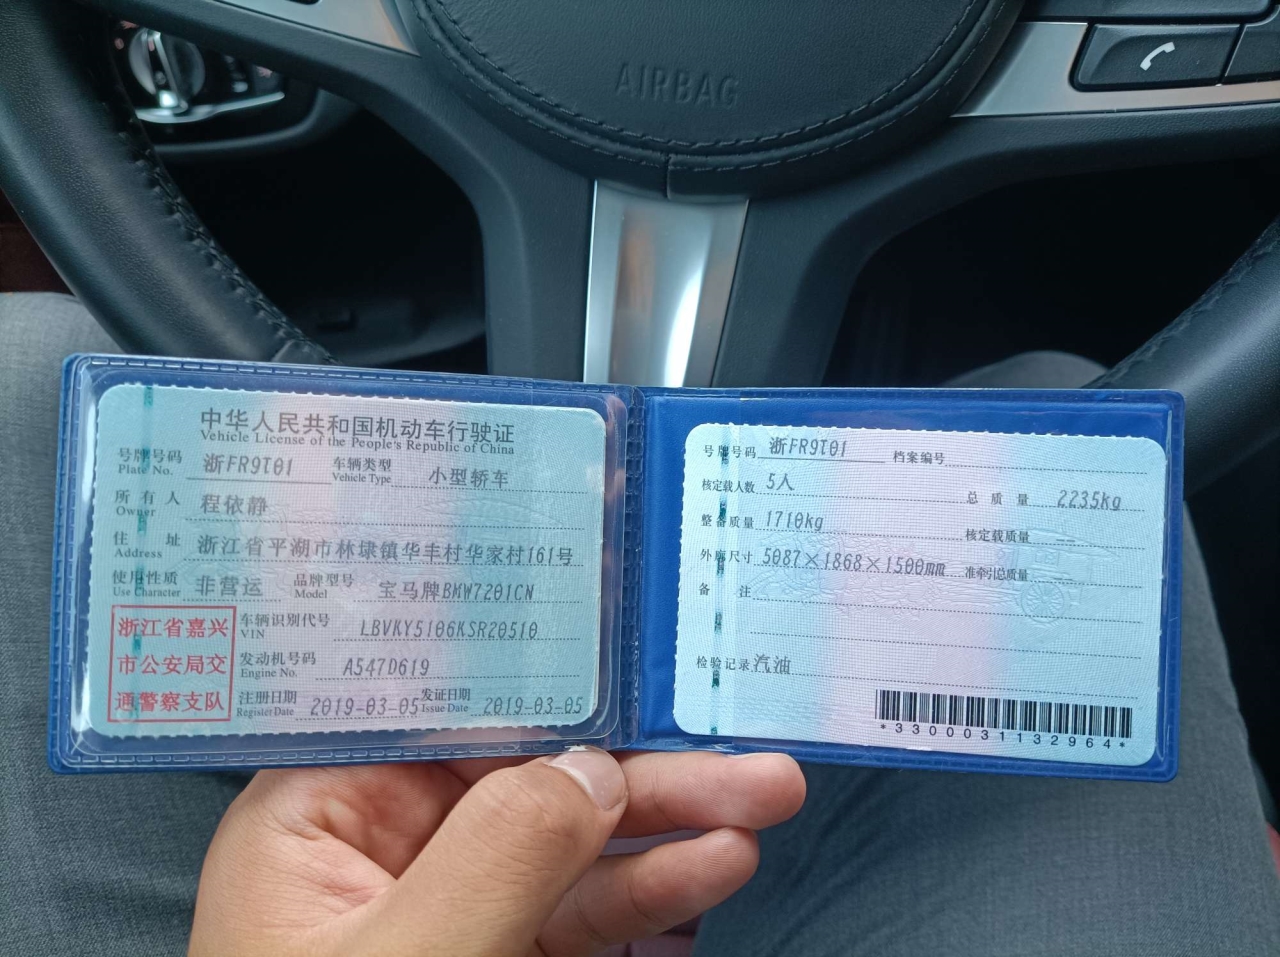 AIRBAG
中华人民共和国机动车行驶证
Vehicle License of the People's Republic of China
号牌号码 浙FR9T01 车辆类型 小型轿车
Plate No. Vehicle Type
所有人 程依静
Owner
住址 浙江省平湖市林埭镇华丰村华家村161号
Address
使用性质 非营运 品牌型号 宝马牌BMW7201CN
Use Character Model
浙江省嘉兴
市公安局交
通警察支队
车辆识别代号 LBVKY5106KSR20510
VIN
发动机号码 A547D619
Engine No.
注册日期 2019-03-05 发证日期 2019-03-05
Register Date Issue Date
号牌号码 浙FR9T01 档案编号
核定载人数 5人 总质量 2235kg
整备质量 1710kg 核定载质量 --
外廓尺寸 5087×1868×1500mm 准牵引总质量 --
备注
检验记录 汽油
*3300031132964*